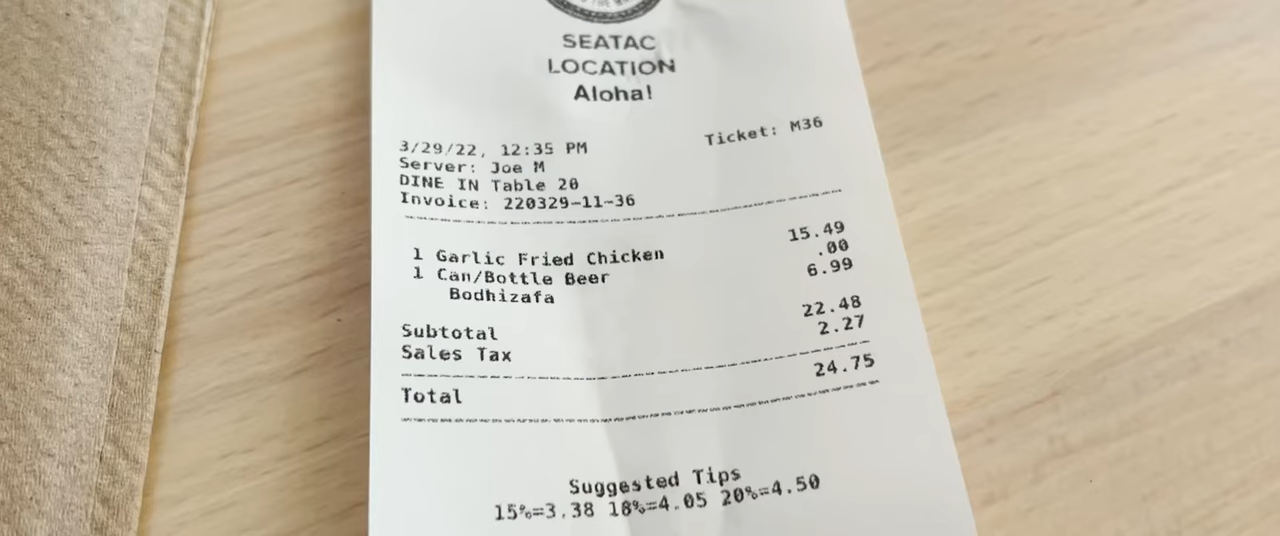 SEATAC
LOCATION
Aloha!
Ticket: M36
3/29/22, 12:35 PM
Server: Joe M
DINE IN Table 20
Invoice: 220329-11-36
1 Garlic Fried Chicken 15.49
1 Can/Bottle Beer .00
Bodhizafa 6.99
Subtotal 22.48
Sales Tax 2.27
Total 24.75
Suggested Tips
15%=3.38 18%=4.05 20%=4.50